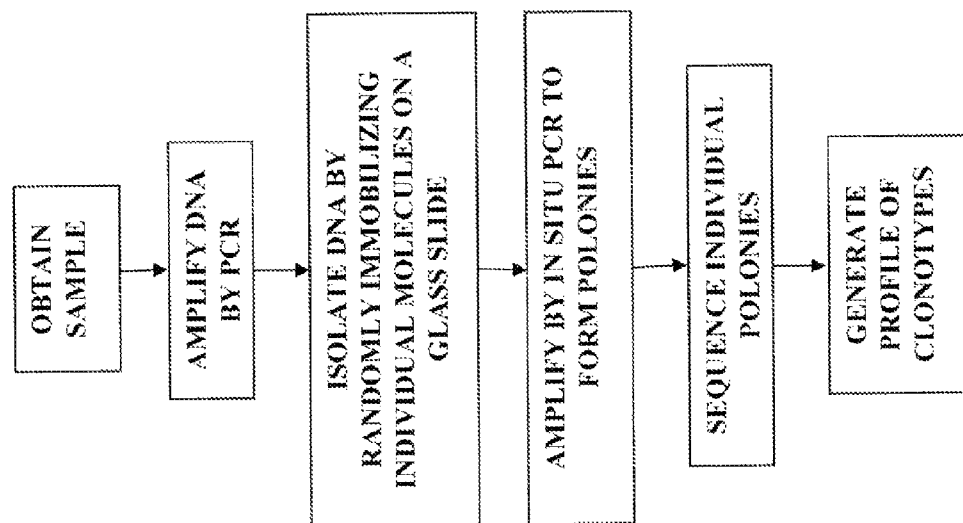 OBTAIN
SAMPLE
AMPLIFY DNA
BY PCR
ISOLATE DNA BY
RANDOMLY IMMOBILIZING
INDIVIDUAL MOLECULES ON A
GLASS SLIDE
AMPLIFY BY IN SITU PCR TO
FORM POLONIES
SEQUENCE INDIVIDUAL
POLONIES
GENERATE
PROFILE OF
CLONOTYPES